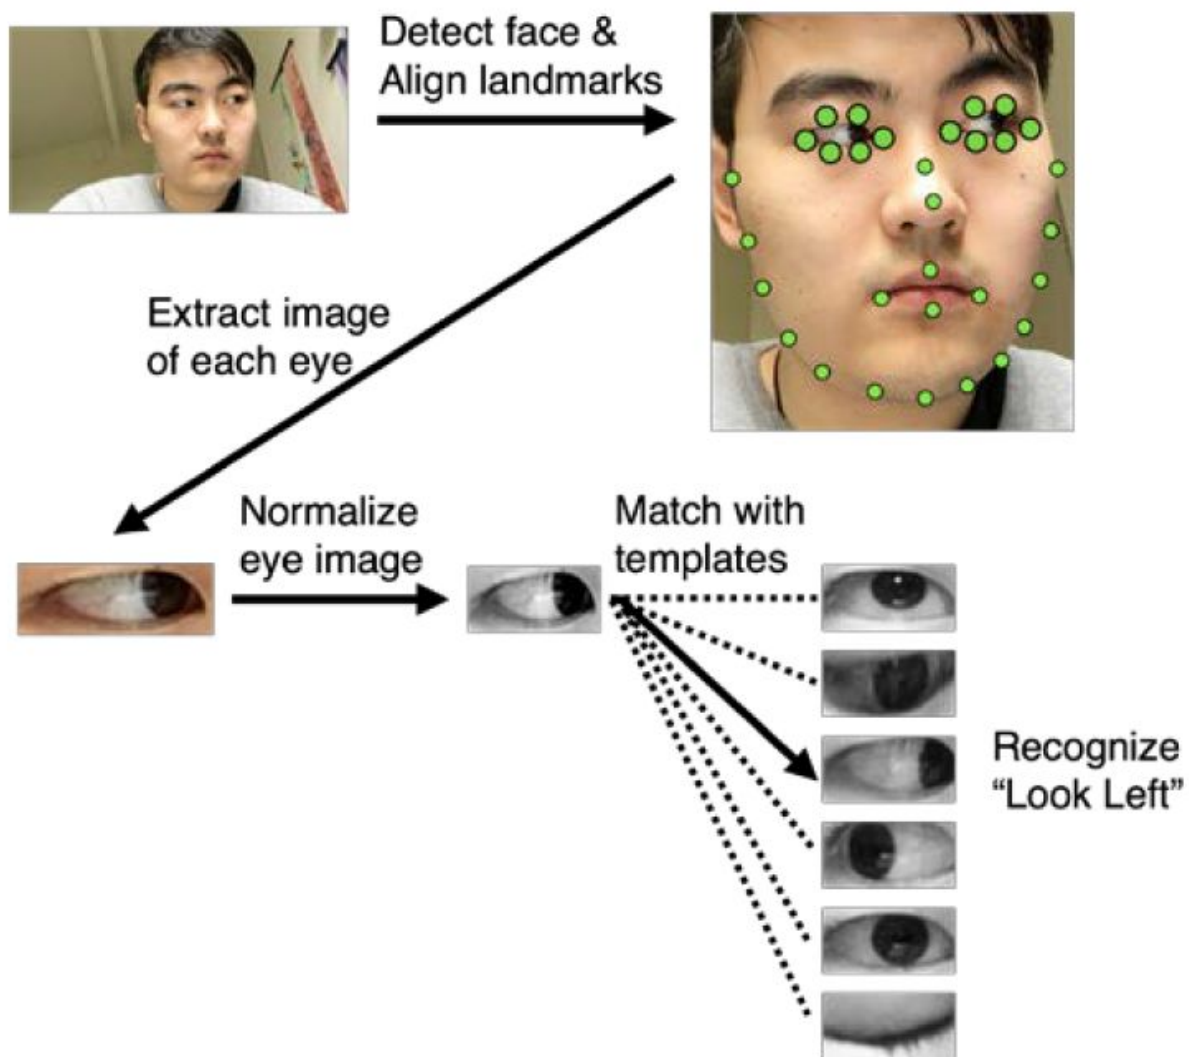 Detect face &
Align landmarks
Extract image
of each eye
Normalize
eye image
Match with
templates
Recognize
“Look Left”